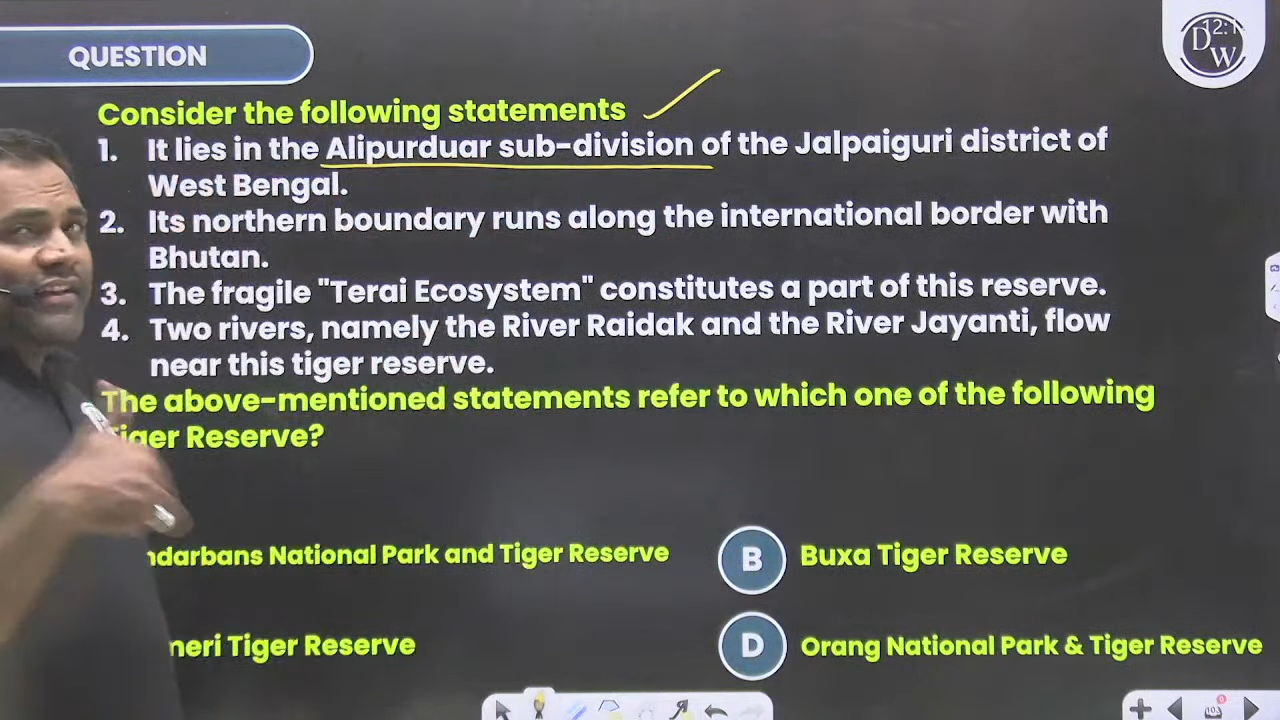 QUESTION
12:1
DW
Consider the following statements
1. It lies in the Alipurduar sub-division of the Jalpaiguri district of
West Bengal.
2. Its northern boundary runs along the international border with
Bhutan.
3. The fragile "Terai Ecosystem" constitutes a part of this reserve.
4. Two rivers, namely the River Raidak and the River Jayanti, flow
near this tiger reserve.
The above-mentioned statements refer to which one of the following
Tiger Reserve?
ndarbans National Park and Tiger Reserve
B Buxa Tiger Reserve
neri Tiger Reserve
D Orang National Park & Tiger Reserve